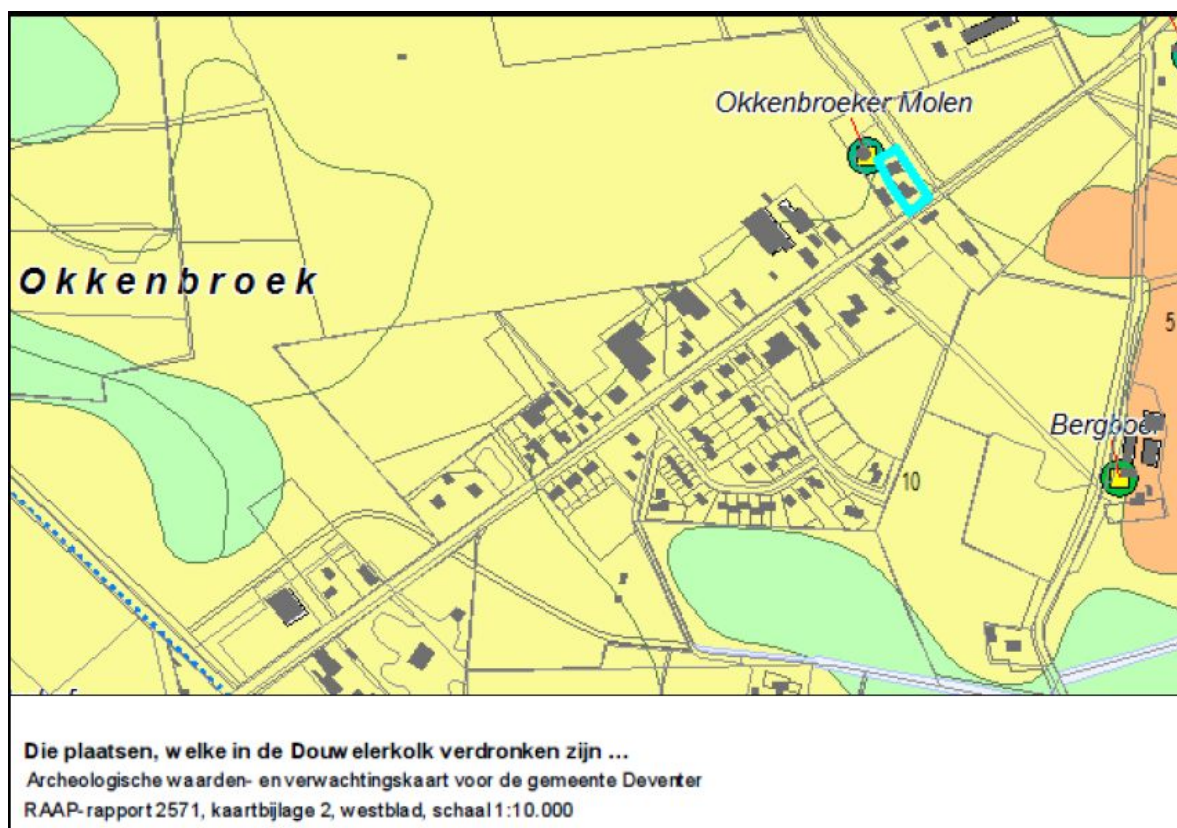 Okkenbroeker Molen
Okkenbroek
5
Bergboer
10
Die plaatsen, welke in de Douwelerkolk verdronken zijn ...
Archeologische waarden- en verwachtingskaart voor de gemeente Deventer
RAAP-rapport 2571, kaartbijlage 2, westblad, schaal 1:10.000